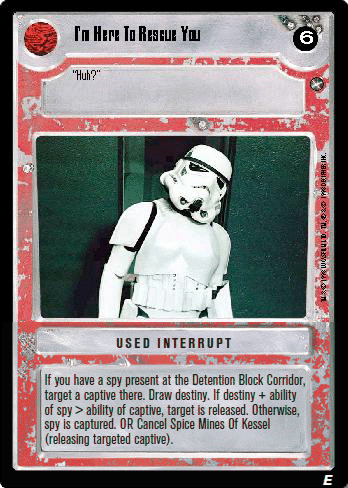 I'm Here To Rescue You
6
"Huh?"
USED INTERRUPT
If you have a spy present at the Detention Block Corridor,
target a captive there. Draw destiny. If destiny + ability
of spy > ability of captive, target is released. Otherwise,
spy is captured. OR Cancel Spice Mines Of Kessel
(releasing targeted captive).
E